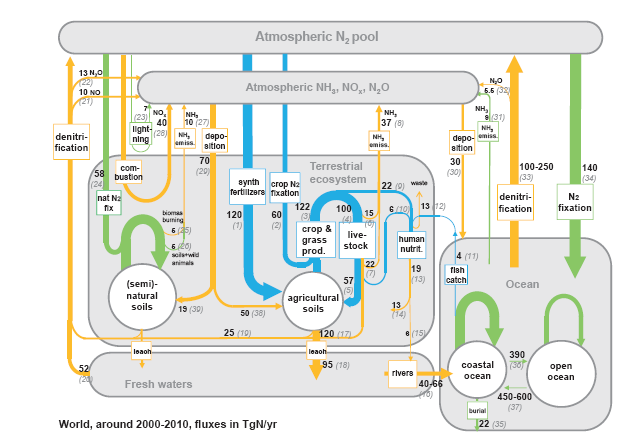 Atmospheric N₂ pool
13 N₂O
(22)
10 NO
(21)
Atmospheric NH₃, NOₓ, N₂O
N₂O
5.5 (32)
7
(23)
NOₓ
40
(28)
NH₃
10 (27)
NH₃
37 (8)
NH₃
9 (31)
denitri-
fication
light-
ning
NH₃
emiss.
depo-
sition
NH₃
emiss.
depo-
sition
NH₃
emiss.
58
(24)
com-
bustion
70
(29)
Terrestrial
ecosystem
30
(30)
100-250
(33)
140
(34)
nat N₂
fix
synth
fertilizers
crop N₂
fixation
22 (9)
waste
denitri-
fication
N₂
fixation
120
(1)
60
(2)
122
(3)
100
(4)
15
(6)
6 (10)
13 (12)
biomass
burning
6 (25)
6 (26)
soils+wild
animals
crop &
grass
prod.
live-
stock
human
nutrit.
4 (11)
fish
catch
22
(7)
19
(13)
Ocean
(semi)-
natural
soils
agricultural
soils
57
(5)
19 (39)
50 (38)
13
(14)
25 (19)
120 (17)
6 (15)
leach
leach
52
(20)
95 (18)
rivers
40-66
(16)
Fresh waters
coastal
ocean
390
(36)
open
ocean
450-600
(37)
burial
22 (35)
World, around 2000-2010, fluxes in TgN/yr